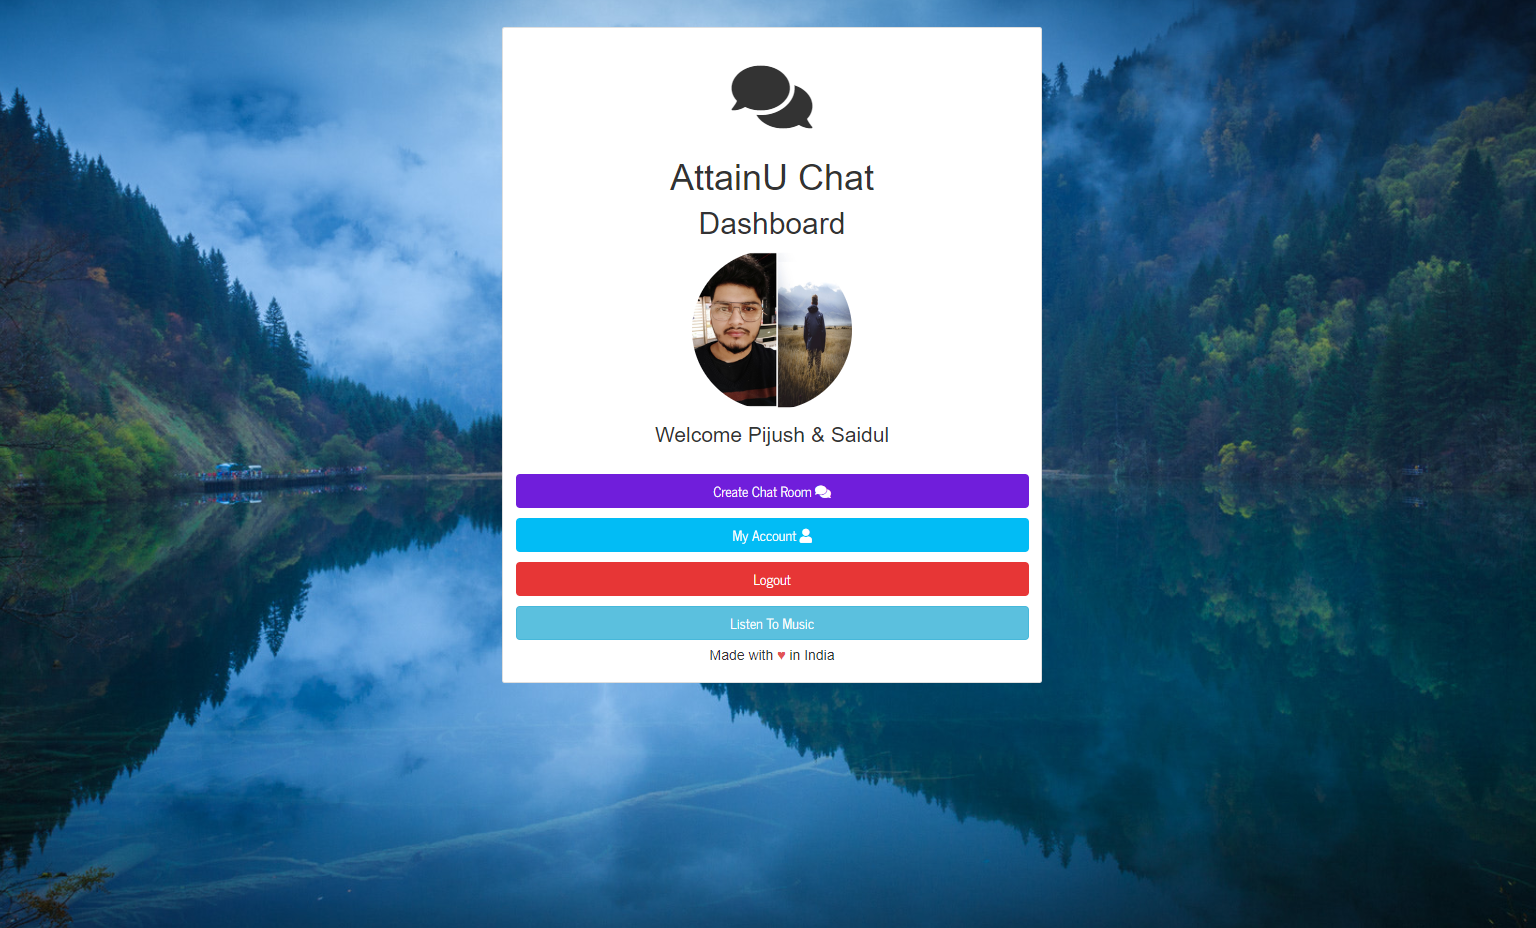 AttainU Chat
Dashboard
Welcome Pijush & Saidul
Create Chat Room
My Account
Logout
Listen To Music
Made with ♥ in India